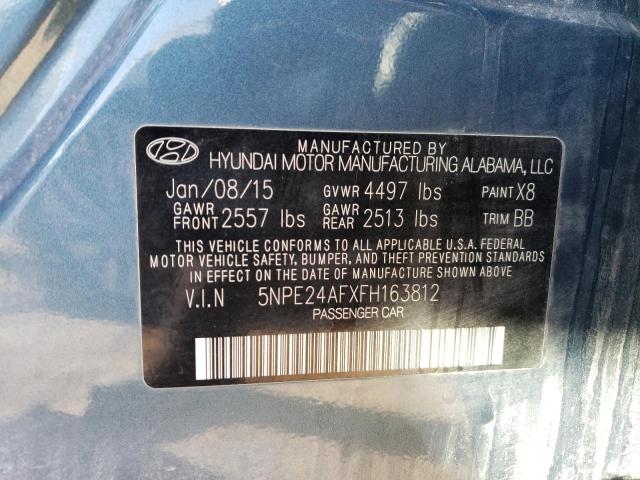 MANUFACTURED BY
HYUNDAI MOTOR MANUFACTURING ALABAMA, LLC
Jan/08/15 GVWR 4497 lbs PAINT X8
GAWR FRONT 2557 lbs GAWR REAR 2513 lbs TRIM BB
THIS VEHICLE CONFORMS TO ALL APPLICABLE U.S.A. FEDERAL
MOTOR VEHICLE SAFETY, BUMPER, AND THEFT PREVENTION STANDARDS
IN EFFECT ON THE DATE OF MANUFACTURE SHOWN ABOVE
V.I.N 5NPE24AFXFH163812
PASSENGER CAR